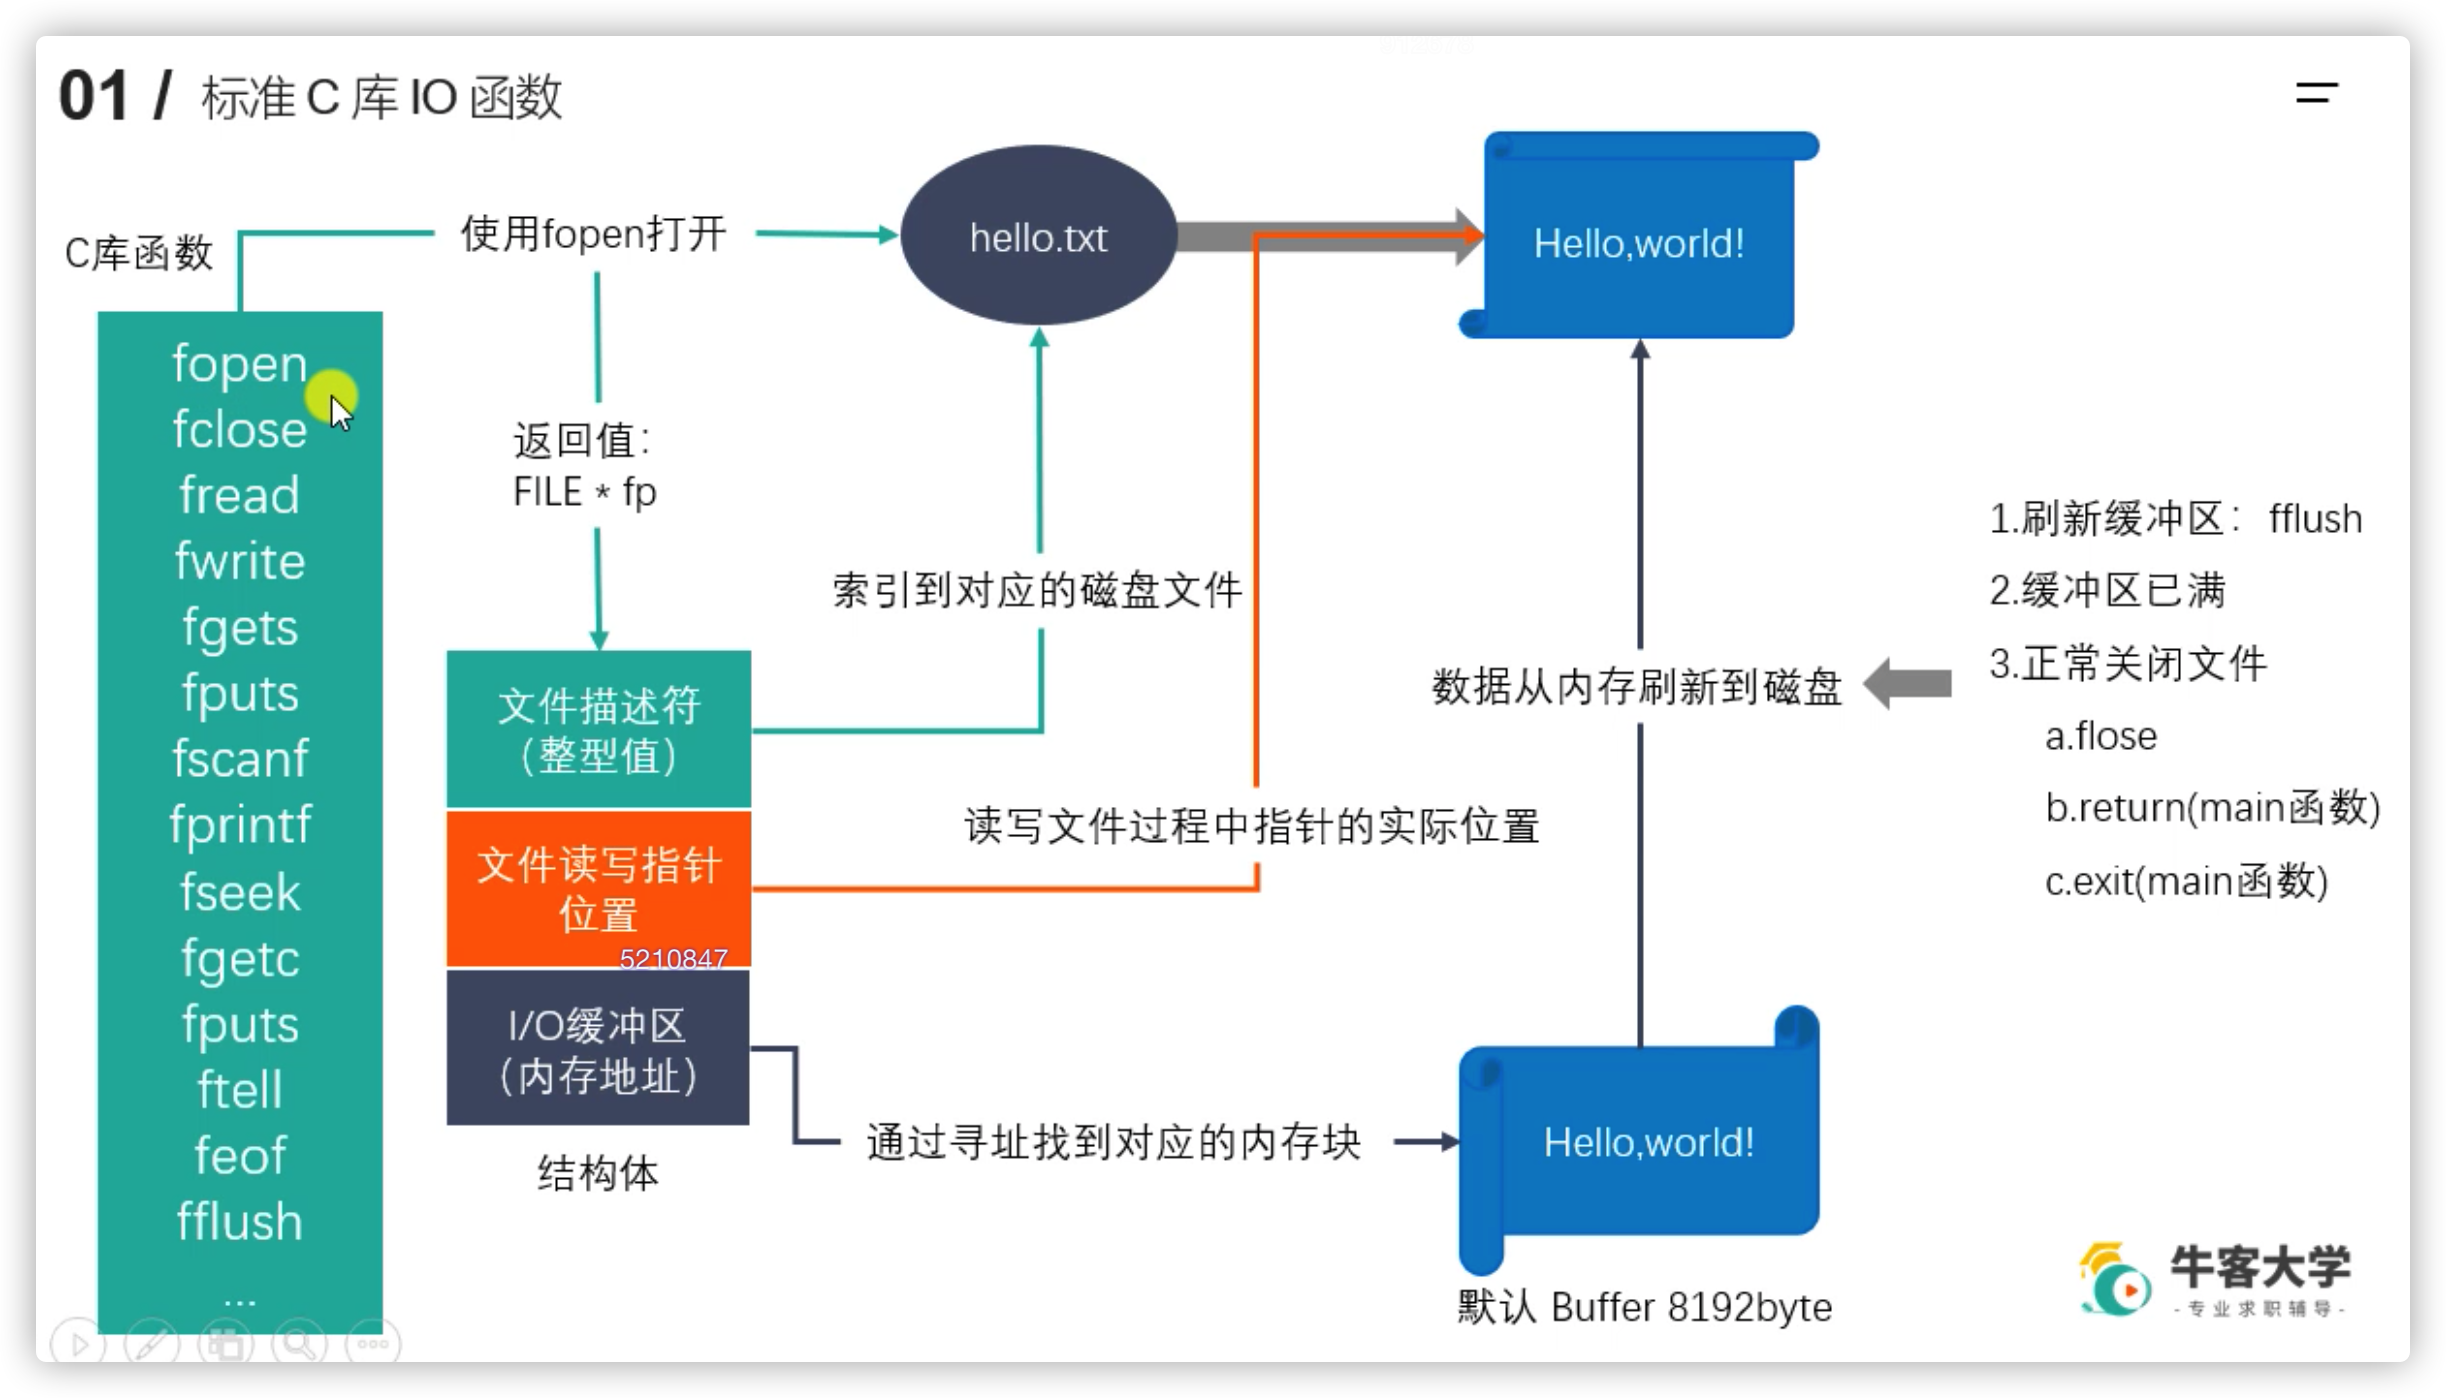 01 / 标准 C 库 IO 函数
C库函数
fopen
fclose
fread
fwrite
fgets
fputs
fscanf
fprintf
fseek
fgetc
fputs
ftell
feof
fflush
...
使用fopen打开
返回值：
FILE * fp
文件描述符
（整型值）
文件读写指针
位置
5210847
I/O缓冲区
（内存地址）
结构体
hello.txt
索引到对应的磁盘文件
读写文件过程中指针的实际位置
通过寻址找到对应的内存块
Hello,world!
数据从内存刷新到磁盘
Hello,world!
默认 Buffer 8192byte
1.刷新缓冲区： fflush
2.缓冲区已满
3.正常关闭文件
a.flose
b.return(main函数)
c.exit(main函数)
牛客大学
-专业求职辅导-